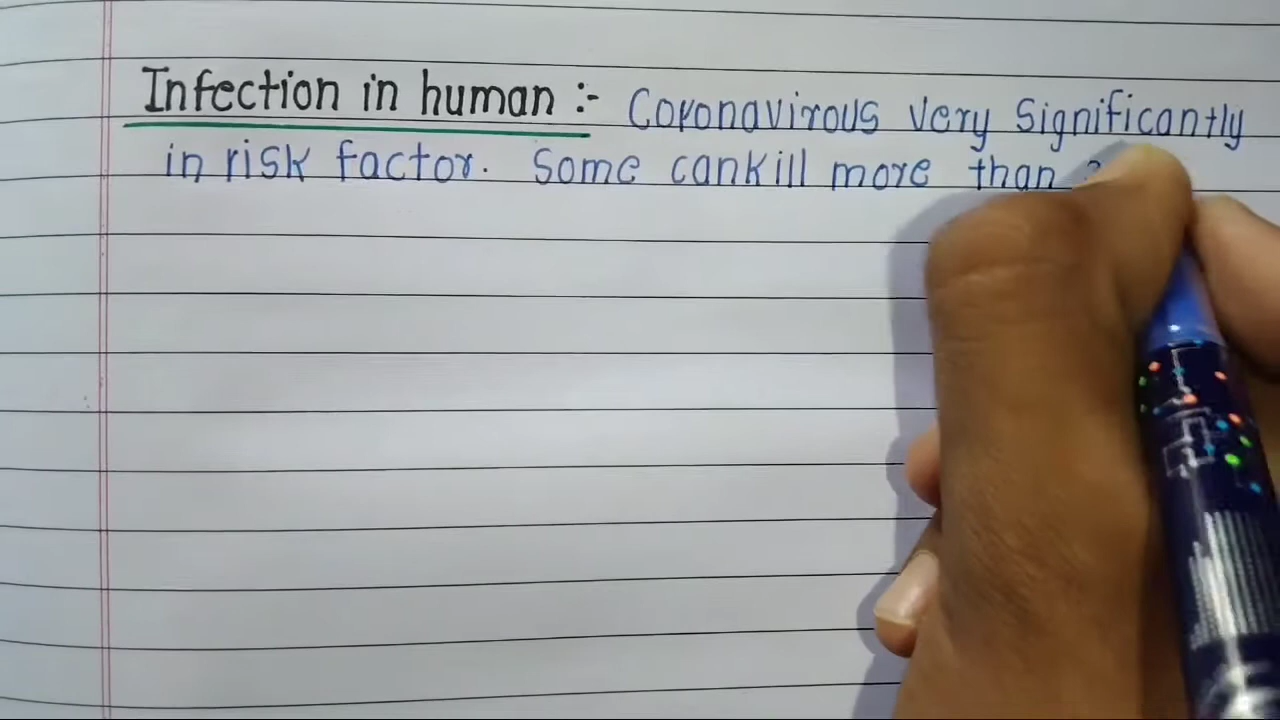 Infection in human :- Coronavirous very Significantly
in risk factor. Some cankill more than